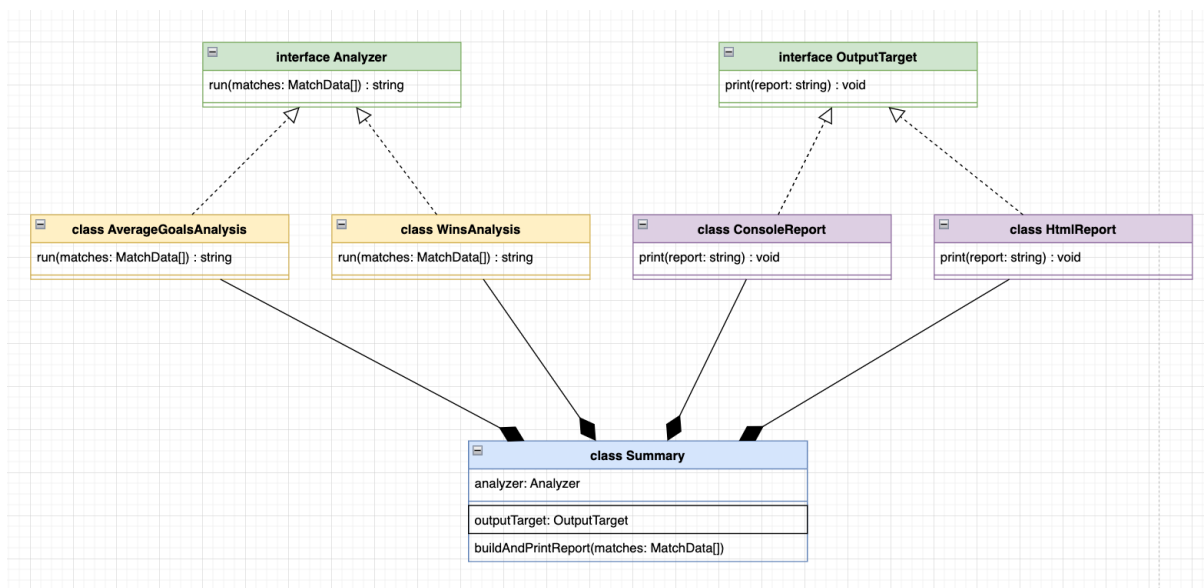 interface Analyzer
run(matches: MatchData[]) : string
interface OutputTarget
print(report: string) : void
class AverageGoalsAnalysis
run(matches: MatchData[]) : string
class WinsAnalysis
run(matches: MatchData[]) : string
class ConsoleReport
print(report: string) : void
class HtmlReport
print(report: string) : void
class Summary
analyzer: Analyzer
outputTarget: OutputTarget
buildAndPrintReport(matches: MatchData[])